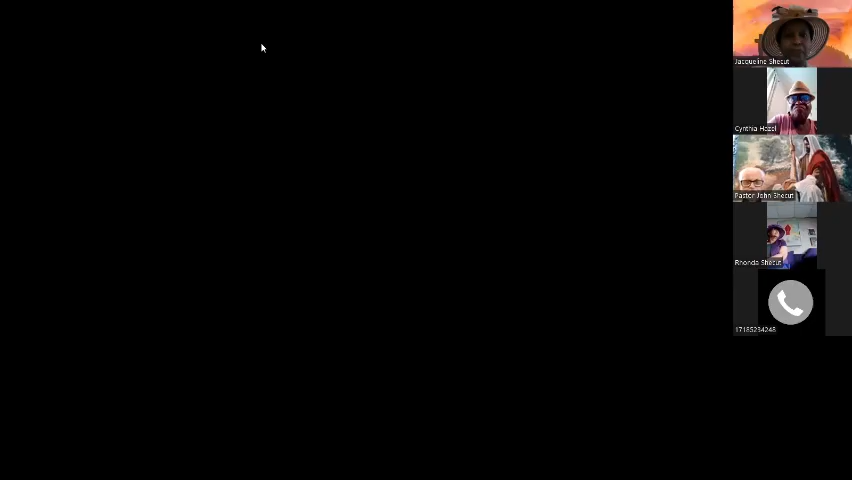 Jacqueline Shecut
Cynthia Hazel
Pastor John Shecut
Rhonda Shecut
17185234248